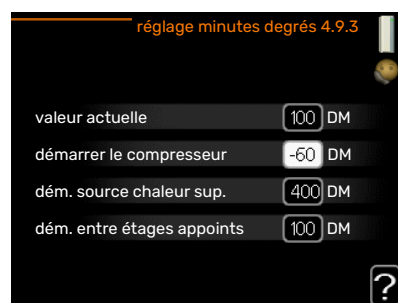 réglage minutes degrés 4.9.3
valeur actuelle 100 DM
démarrer le compresseur -60 DM
dém. source chaleur sup. 400 DM
dém. entre étages appoints 100 DM
?